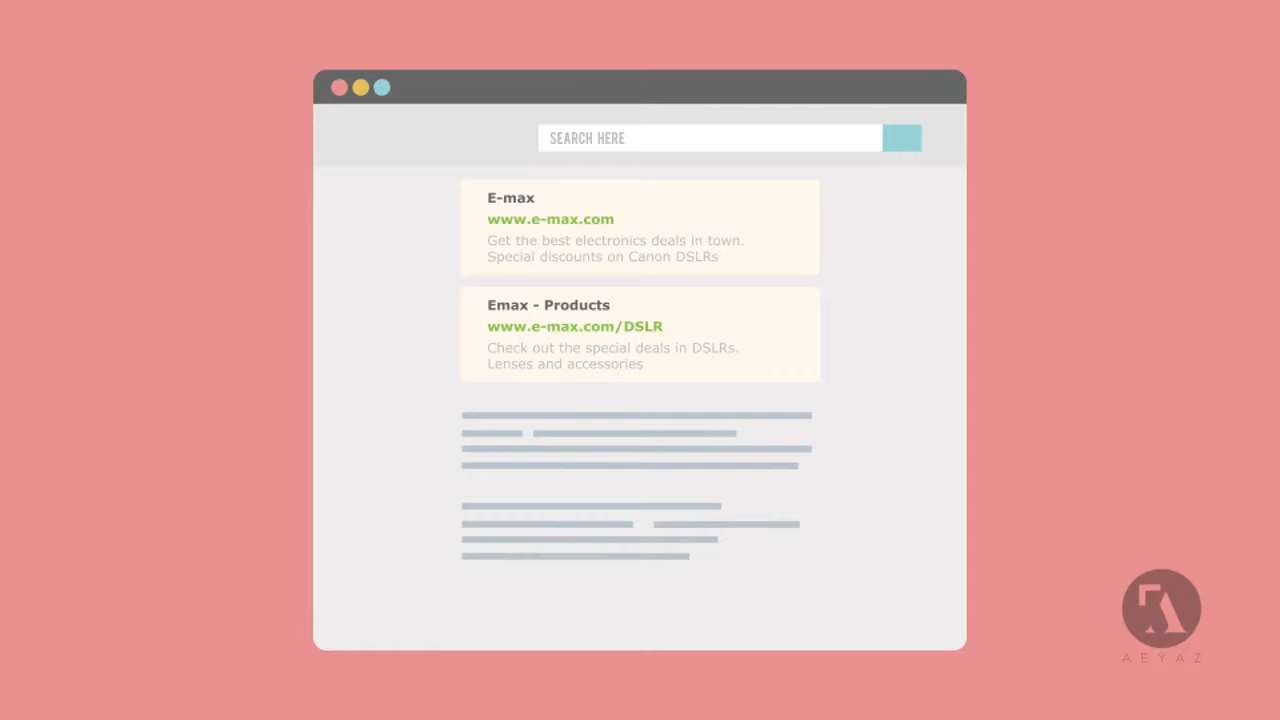 SEARCH HERE
E-max
www.e-max.com
Get the best electronics deals in town.
Special discounts on Canon DSLRs
Emax - Products
www.e-max.com/DSLR
Check out the special deals in DSLRs.
Lenses and accessories
AEYAZ